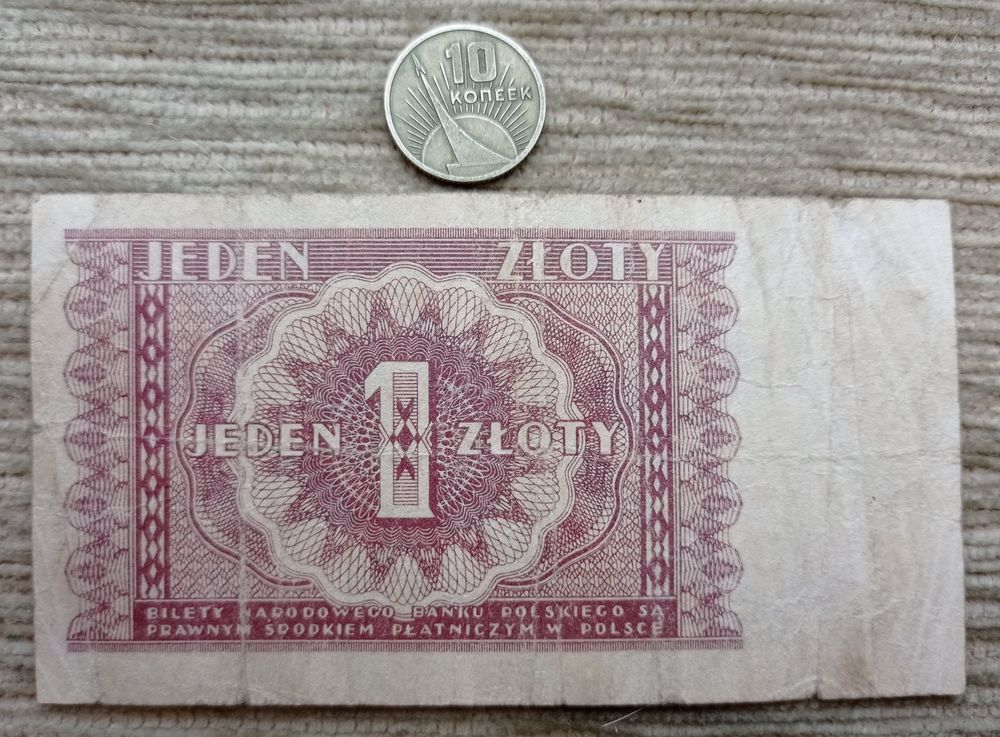 10
КОПЕЕК
JEDEN ZŁOTY
JEDEN 1 ZŁOTY
BILETY NARODOWEGO BANKU POLSKIEGO SĄ
PRAWNYM ŚRODKIEM PŁATNICZYM W POLSCE